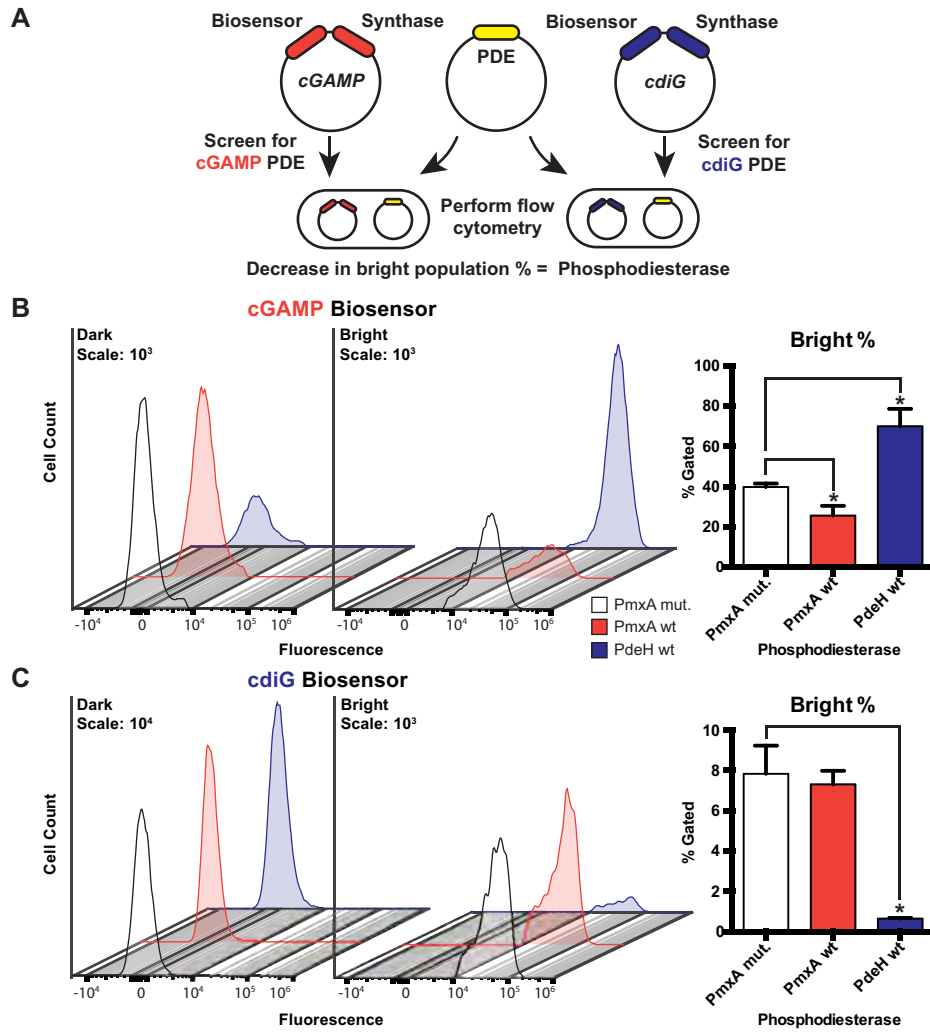 A
Biosensor Synthase
cGAMP
PDE
Biosensor Synthase
cdiG
Screen for
cGAMP PDE
Screen for
cdiG PDE
Perform flow
cytometry
Decrease in bright population % = Phosphodiesterase
B
cGAMP Biosensor
Dark
Scale: 10³
Bright
Scale: 10³
Cell Count
-10⁴ 0 10⁴ 10⁵ 10⁶
-10⁴ 0 10⁴ 10⁵ 10⁶
Fluorescence
PmxA mut.
PmxA wt
PdeH wt
Bright %
% Gated
100
80
60
40
20
0
*
*
PmxA mut.
PmxA wt
PdeH wt
Phosphodiesterase
C
cdiG Biosensor
Dark
Scale: 10⁴
Bright
Scale: 10³
Cell Count
-10⁴ 0 10⁴ 10⁵ 10⁶
-10⁴ 0 10⁴ 10⁵ 10⁶
Fluorescence
Bright %
% Gated
10
8
6
4
2
0
*
PmxA mut.
PmxA wt
PdeH wt
Phosphodiesterase